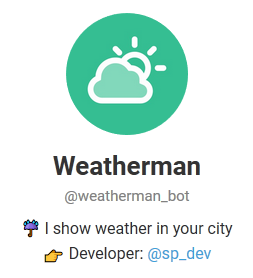 Weatherman
@weatherman_bot
☔ I show weather in your city
👉 Developer: @sp_dev